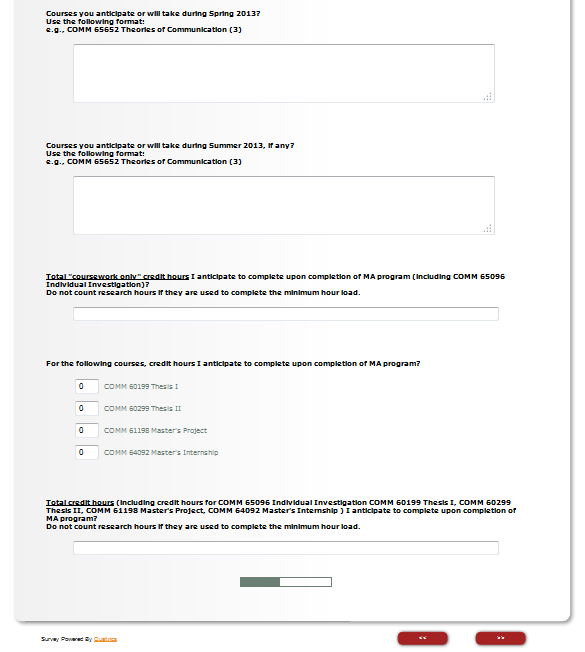 Courses you anticipate or will take during Spring 2013?
Use the following format:
e.g., COMM 65652 Theories of Communication (3)
Courses you anticipate or will take during Summer 2013, if any?
Use the following format:
e.g., COMM 65652 Theories of Communication (3)
Total "coursework only" credit hours I anticipate to complete upon completion of MA program (including COMM 65096
Individual Investigation)?
Do not count research hours if they are used to complete the minimum hour load.
For the following courses, credit hours I anticipate to complete upon completion of MA program?
0 COMM 60199 Thesis I
0 COMM 60299 Thesis II
0 COMM 61198 Master's Project
0 COMM 64092 Master's Internship
Total credit hours (including credit hours for COMM 65096 Individual Investigation COMM 60199 Thesis I, COMM 60299
Thesis II, COMM 61198 Master's Project, COMM 64092 Master's Internship ) I anticipate to complete upon completion of
MA program?
Do not count research hours if they are used to complete the minimum hour load.
Survey Powered By Qualtrics
<< >>